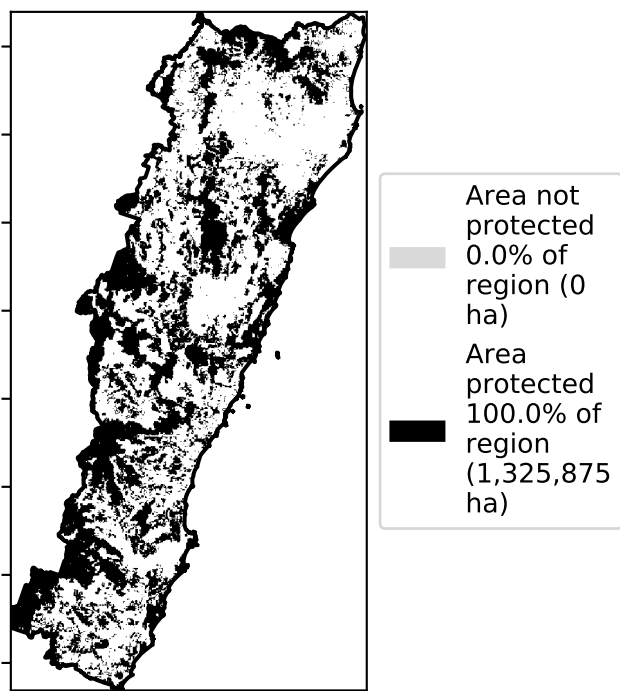 Area not
protected
0.0% of
region (0
ha)
Area
protected
100.0% of
region
(1,325,875
ha)